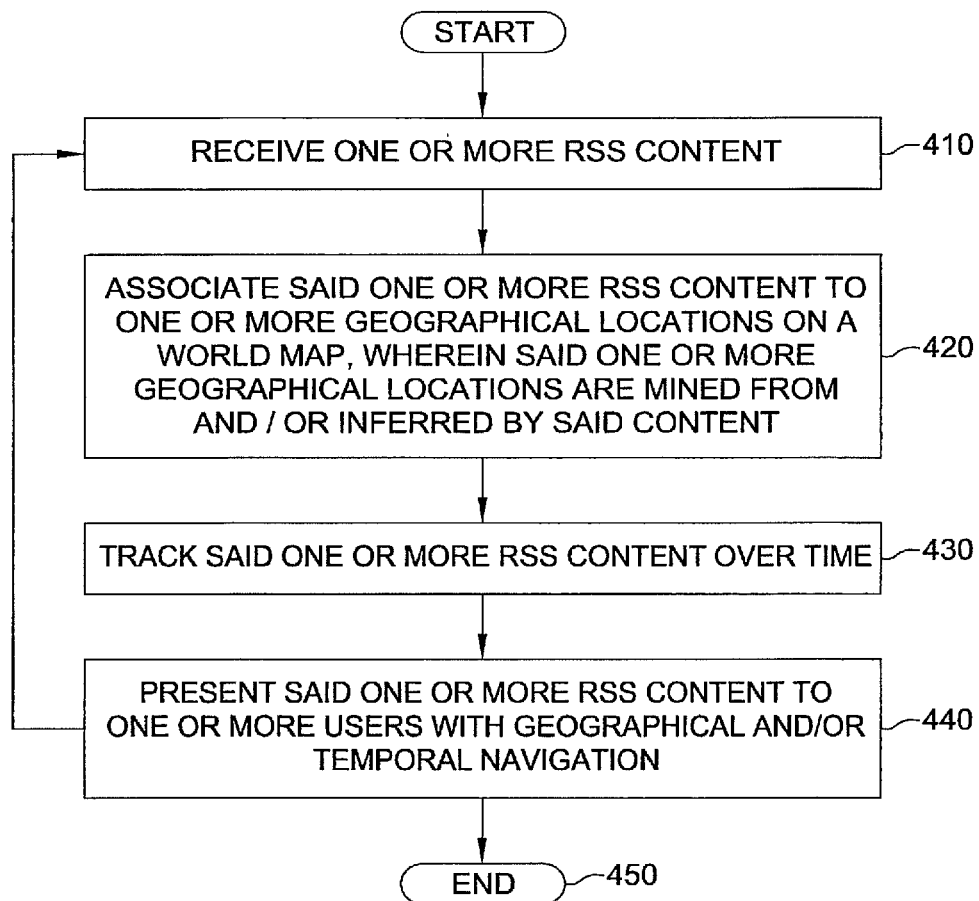 START
RECEIVE ONE OR MORE RSS CONTENT
410
ASSOCIATE SAID ONE OR MORE RSS CONTENT TO
ONE OR MORE GEOGRAPHICAL LOCATIONS ON A
WORLD MAP, WHEREIN SAID ONE OR MORE
GEOGRAPHICAL LOCATIONS ARE MINED FROM
AND / OR INFERRED BY SAID CONTENT
420
TRACK SAID ONE OR MORE RSS CONTENT OVER TIME
430
PRESENT SAID ONE OR MORE RSS CONTENT TO
ONE OR MORE USERS WITH GEOGRAPHICAL AND/OR
TEMPORAL NAVIGATION
440
END
450